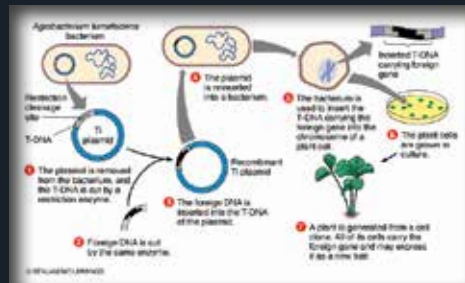 Agrobacterium tumefaciens
bacterium
Restriction
cleavage
site
T-DNA
Ti
plasmid
1 The plasmid is removed
from the bacterium, and
the T-DNA is cut by a
restriction enzyme.
2 Foreign DNA is cut
by the same enzyme.
3 The foreign DNA is
inserted into the T-DNA
of the plasmid.
Recombinant
Ti plasmid
4 The plasmid
is reinserted
into a bacterium.
5 The bacterium is
used to insert the
T-DNA carrying the
foreign gene into the
chromosome of a
plant cell.
Inserted T-DNA
carrying foreign
gene
6 The plant cells
are grown in
culture.
7 A plant is generated from a cell
clone. All of its cells carry the
foreign gene and may express
it as a new trait.